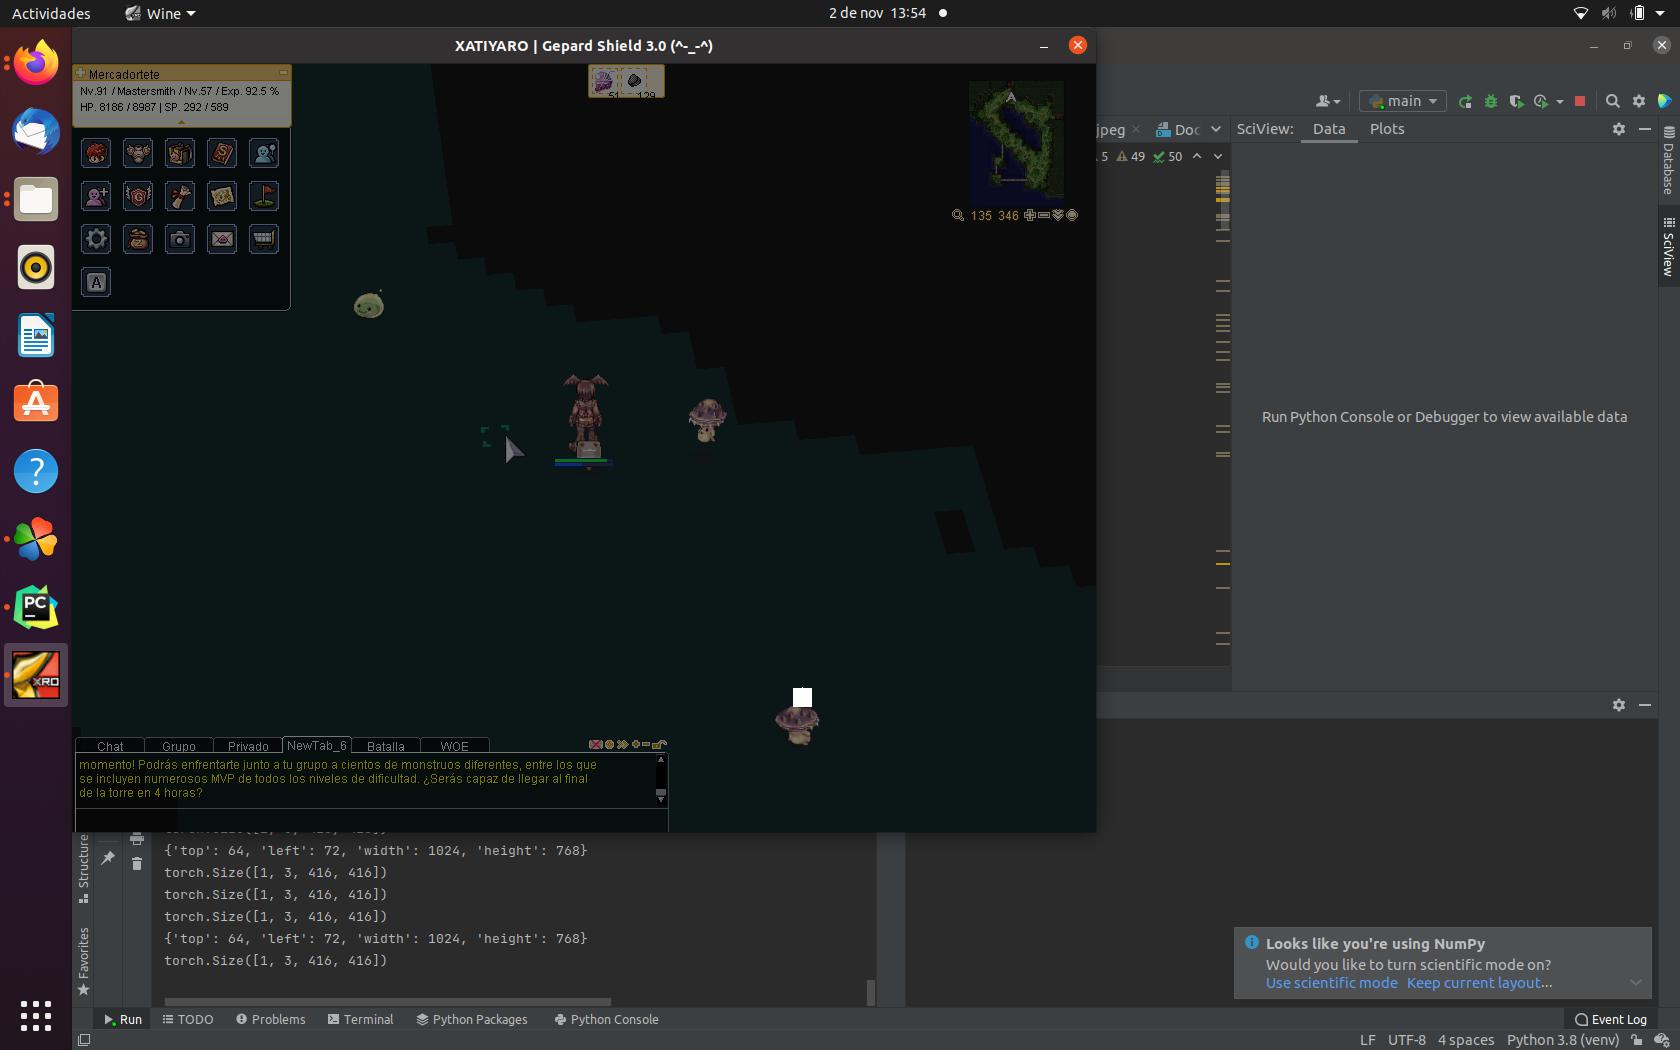 Actividades
Wine
2 de nov 13:54
XATIYARO | Gepard Shield 3.0 (^-_-^)
Mercadortete
Nv.91 / Mastersmith / Nv.57 / Exp. 92.5 %
HP. 8186 / 8987 | SP. 292 / 589
51
129
A
135 346
A
main
jpeg
Doc
SciView:
Data
Plots
5
49
50
Database
SciView
Run Python Console or Debugger to view available data
PC
XRO
Chat
Grupo
Privado
NewTab_6
Batalla
WOE
momento! Podrás enfrentarte junto a tu grupo a cientos de monstruos diferentes, entre los que
se incluyen numerosos MVP de todos los niveles de dificultad. ¿Serás capaz de llegar al final
de la torre en 4 horas?
Structure
Favorites
{'top': 64, 'left': 72, 'width': 1024, 'height': 768}
torch.Size([1, 3, 416, 416])
torch.Size([1, 3, 416, 416])
torch.Size([1, 3, 416, 416])
{'top': 64, 'left': 72, 'width': 1024, 'height': 768}
torch.Size([1, 3, 416, 416])
Looks like you're using NumPy
Would you like to turn scientific mode on?
Use scientific mode Keep current layout...
Run
TODO
Problems
Terminal
Python Packages
Python Console
Event Log
LF UTF-8 4 spaces Python 3.8 (venv)